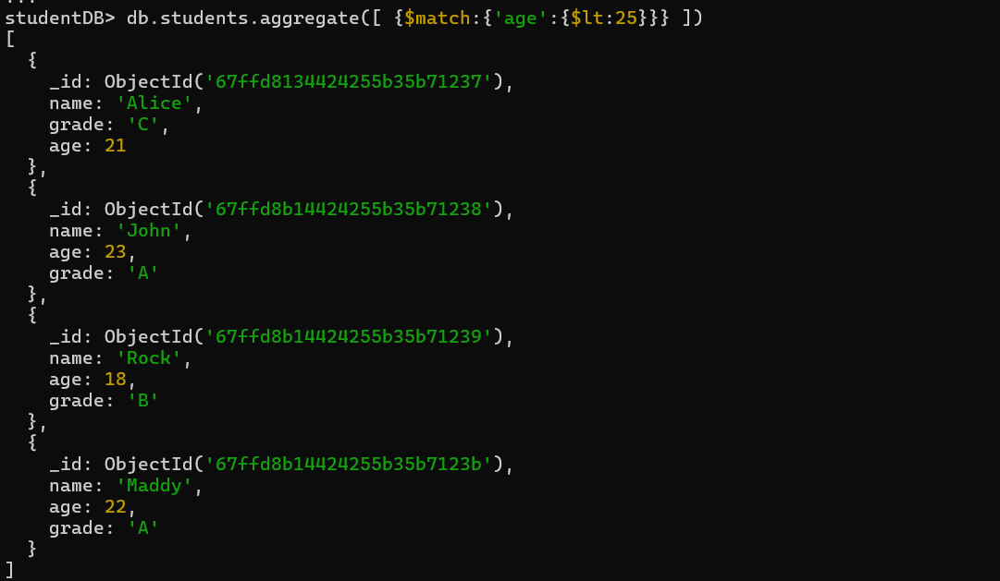 ...
studentDB> db.students.aggregate([ {$match:{'age':{$lt:25}}} ])
[
  {
    _id: ObjectId('67ffd8134424255b35b71237'),
    name: 'Alice',
    grade: 'C',
    age: 21
  },
  {
    _id: ObjectId('67ffd8b14424255b35b71238'),
    name: 'John',
    age: 23,
    grade: 'A'
  },
  {
    _id: ObjectId('67ffd8b14424255b35b71239'),
    name: 'Rock',
    age: 18,
    grade: 'B'
  },
  {
    _id: ObjectId('67ffd8b14424255b35b7123b'),
    name: 'Maddy',
    age: 22,
    grade: 'A'
  }
]